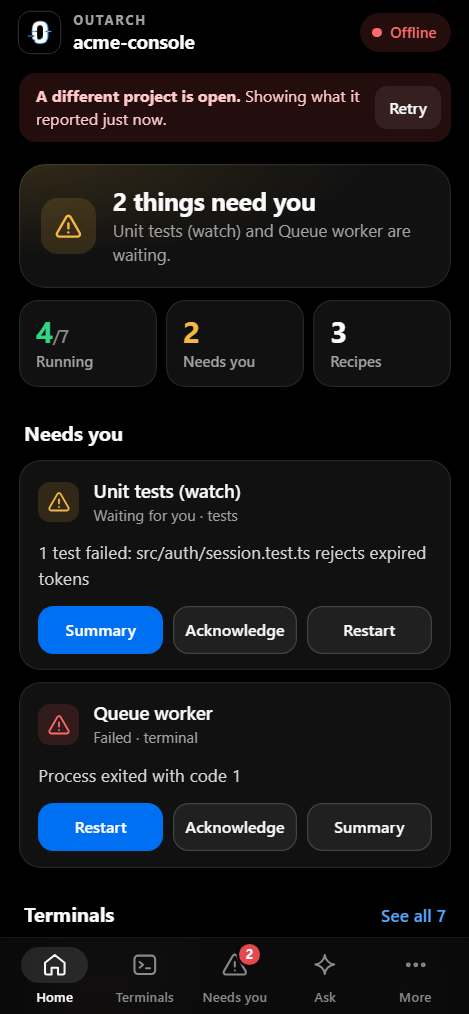 OUTARCH
acme-console
Offline
A different project is open. Showing what it
reported just now.
Retry
2 things need you
Unit tests (watch) and Queue worker are
waiting.
4/7
Running
2
Needs you
3
Recipes
Needs you
Unit tests (watch)
Waiting for you · tests
1 test failed: src/auth/session.test.ts rejects expired
tokens
Summary
Acknowledge
Restart
Queue worker
Failed · terminal
Process exited with code 1
Restart
Acknowledge
Summary
Terminals
See all 7
2
Home
Terminals
Needs you
Ask
More